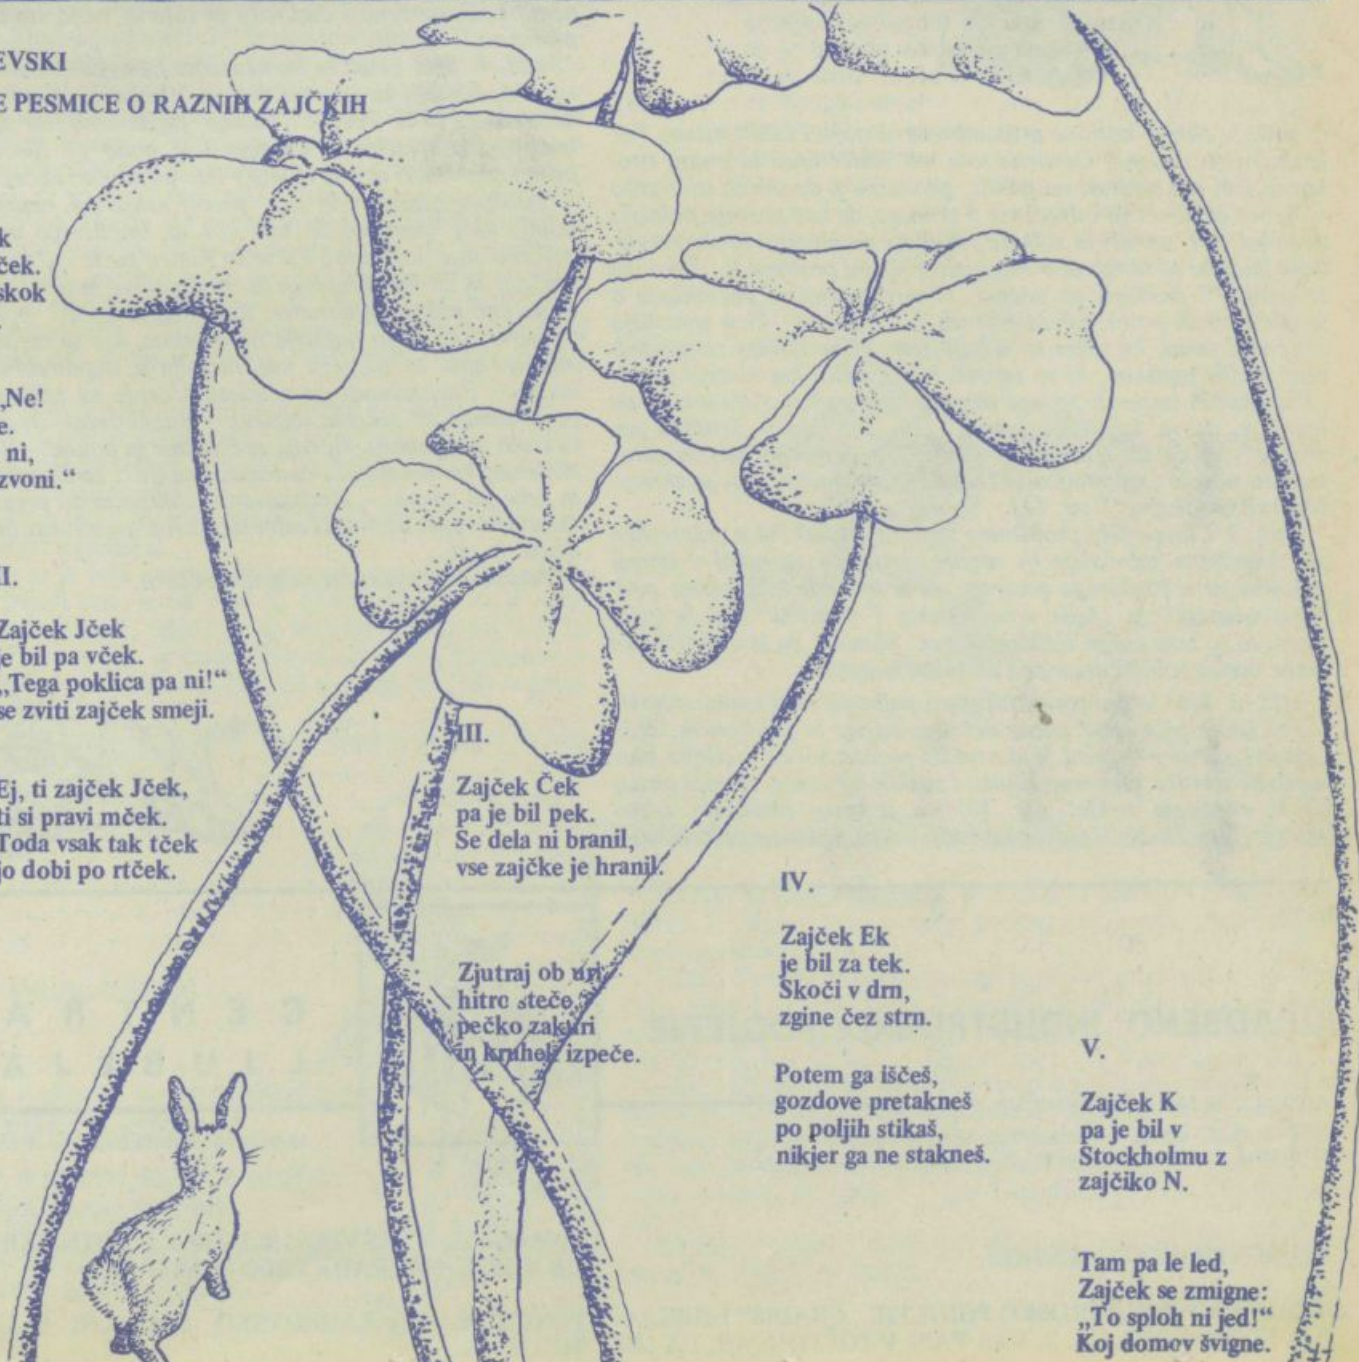 EVSKI
E PESMICE O RAZNIH ZAJČKIH
k
ček.
skok
„Ne!
e.
ni,
zvoni.“
II.
Zajček Jček
je bil pa vček.
„Tega poklica pa ni!“
se zviti zajček smeji.
Ej, ti zajček Jček,
ti si pravi mček.
Toda vsak tak tček
jo dobi po rtček.
III.
Zajček Ček
pa je bil pek.
Se dela ni branil,
vse zajčke je hranil.
Zjutraj ob uri
hitro steče,
pečko zakuri
in kruhek izpeče.
IV.
Zajček Ek
je bil za tek.
Skoči v drn,
zgine čez strn.
Potem ga iščeš,
gozdove pretakneš
po poljih stikaš,
nikjer ga ne stakneš.
V.
Zajček K
pa je bil v
Stockholmu z
zajčiko N.
Tam pa le led,
Zajček se zmigne:
„To sploh ni jed!“
Koj domov švigne.